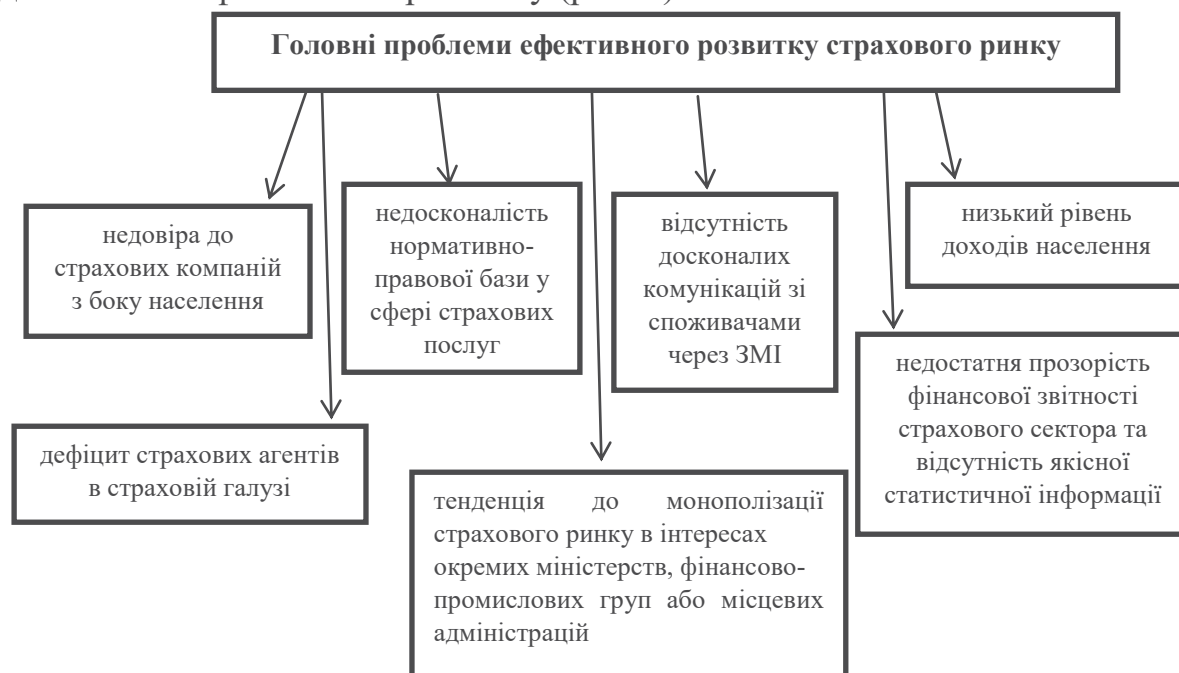 Головні проблеми ефективного розвитку страхового ринку
недовіра до
страхових компаній
з боку населення
недосконалість
нормативно-
правової бази у
сфері страхових
послуг
відсутність
досконалих
комунікацій зі
споживачами
через ЗМІ
низький рівень
доходів населення
дефіцит страхових агентів
в страховій галузі
тенденція до монополізації
страхового ринку в інтересах
окремих міністерств, фінансово-
промислових груп або місцевих
адміністрацій
недостатня прозорість
фінансової звітності
страхового сектора та
відсутність якісної
статистичної інформації